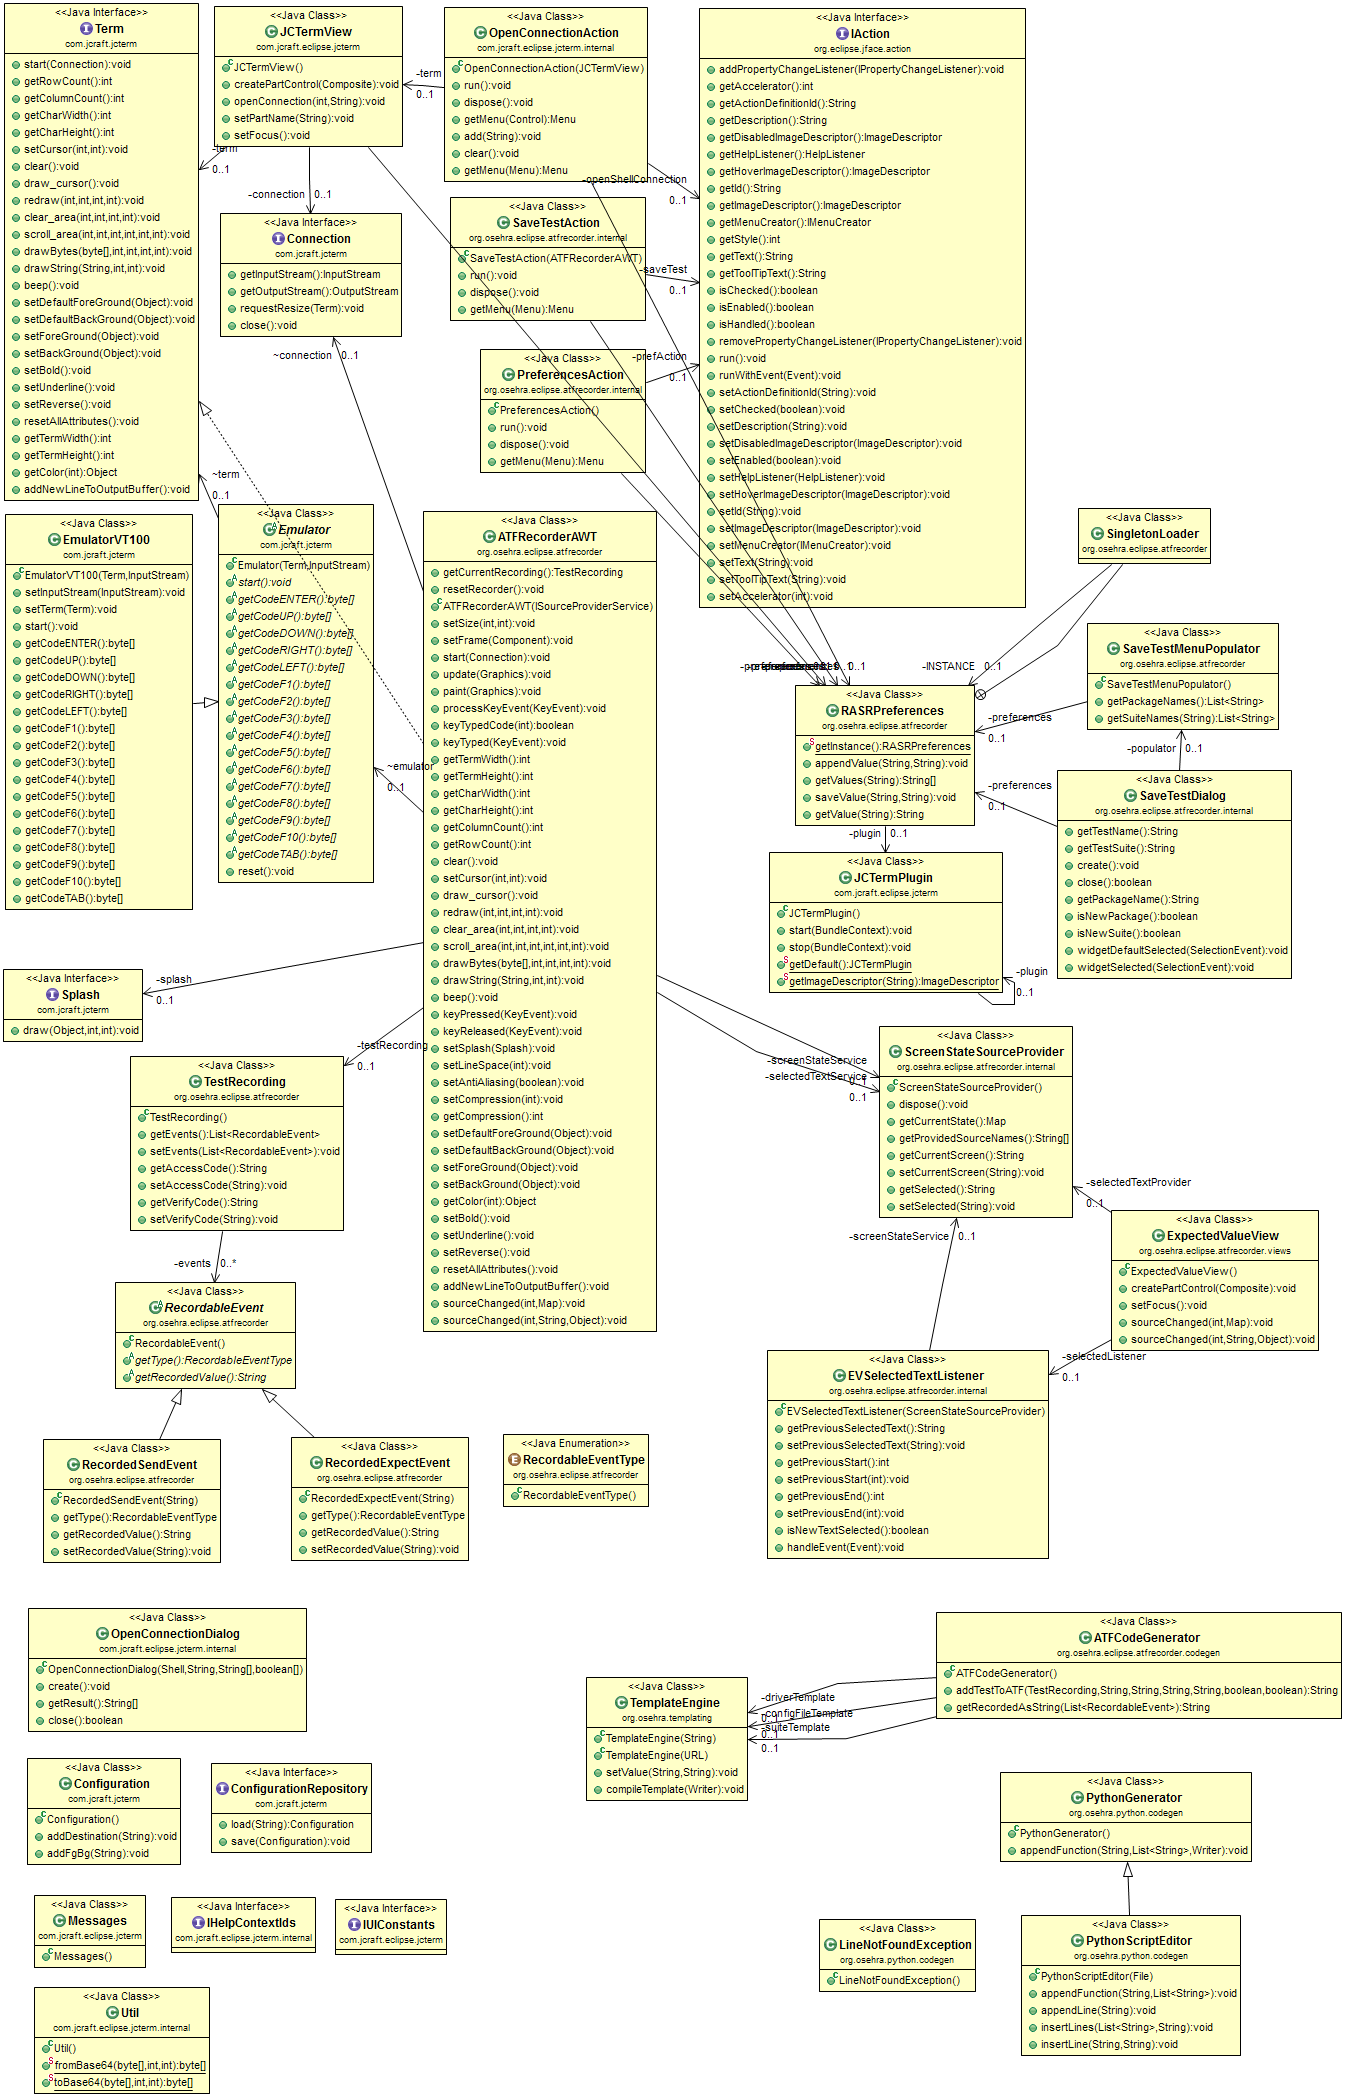 <<Java Interface>>
Term
com.jcraft.jcterm
start(Connection):void
getRowCount():int
getColumnCount():int
getCharWidth():int
getCharHeight():int
setCursor(int,int):void
clear():void
draw_cursor():void
redraw(int,int,int,int):void
clear_area(int,int,int,int):void
scroll_area(int,int,int,int,int,int):void
drawBytes(byte[],int,int,int,int):void
drawString(String,int,int):void
beep():void
setDefaultForeGround(Object):void
setDefaultBackGround(Object):void
setForeGround(Object):void
setBackGround(Object):void
setBold():void
setUnderline():void
setReverse():void
resetAllAttributes():void
getTermWidth():int
getTermHeight():int
getColor(int):Object
addNewLineToOutputBuffer():void
<<Java Class>>
JCTermView
com.jcraft.eclipse.jcterm
JCTermView()
createPartControl(Composite):void
openConnection(int,String):void
setPartName(String):void
setFocus():void
-term
0..1
-connection
0..1
<<Java Class>>
OpenConnectionAction
com.jcraft.eclipse.jcterm.internal
OpenConnectionAction(JCTermView)
run():void
dispose():void
getMenu(Control):Menu
add(String):void
clear():void
getMenu(Menu):Menu
-term
0..1
-openShellConnection
0..1
<<Java Interface>>
IAction
org.eclipse.jface.action
addPropertyChangeListener(IPropertyChangeListener):void
getAccelerator():int
getActionDefinitionId():String
getDescription():String
getDisabledImageDescriptor():ImageDescriptor
getHelpListener():HelpListener
getHoverImageDescriptor():ImageDescriptor
getId():String
getImageDescriptor():ImageDescriptor
getMenuCreator():IMenuCreator
getStyle():int
getText():String
getToolTipText():String
isChecked():boolean
isEnabled():boolean
isHandled():boolean
removePropertyChangeListener(IPropertyChangeListener):void
run():void
runWithEvent(Event):void
setActionDefinitionId(String):void
setChecked(boolean):void
setDescription(String):void
setDisabledImageDescriptor(ImageDescriptor):void
setEnabled(boolean):void
setHelpListener(HelpListener):void
setHoverImageDescriptor(ImageDescriptor):void
setId(String):void
setImageDescriptor(ImageDescriptor):void
setMenuCreator(IMenuCreator):void
setText(String):void
setToolTipText(String):void
setAccelerator(int):void
<<Java Interface>>
Connection
com.jcraft.jcterm
getInputStream():InputStream
getOutputStream():OutputStream
requestResize(Term):void
close():void
~connection
0..1
<<Java Class>>
SaveTestAction
org.osehra.eclipse.atfrecorder.internal
SaveTestAction(ATFRecorderAWT)
run():void
dispose():void
getMenu(Menu):Menu
-saveTest
0..1
<<Java Class>>
PreferencesAction
org.osehra.eclipse.atfrecorder.internal
PreferencesAction()
run():void
dispose():void
getMenu(Menu):Menu
-prefAction
0..1
~term
0..1
<<Java Class>>
EmulatorVT100
com.jcraft.jcterm
EmulatorVT100(Term,InputStream)
setInputStream(InputStream):void
setTerm(Term):void
start():void
getCodeENTER():byte[]
getCodeUP():byte[]
getCodeDOWN():byte[]
getCodeRIGHT():byte[]
getCodeLEFT():byte[]
getCodeF1():byte[]
getCodeF2():byte[]
getCodeF3():byte[]
getCodeF4():byte[]
getCodeF5():byte[]
getCodeF6():byte[]
getCodeF7():byte[]
getCodeF8():byte[]
getCodeF9():byte[]
getCodeF10():byte[]
getCodeTAB():byte[]
<<Java Class>>
Emulator
com.jcraft.jcterm
Emulator(Term,InputStream)
start():void
getCodeENTER():byte[]
getCodeUP():byte[]
getCodeDOWN():byte[]
getCodeRIGHT():byte[]
getCodeLEFT():byte[]
getCodeF1():byte[]
getCodeF2():byte[]
getCodeF3():byte[]
getCodeF4():byte[]
getCodeF5():byte[]
getCodeF6():byte[]
getCodeF7():byte[]
getCodeF8():byte[]
getCodeF9():byte[]
getCodeF10():byte[]
getCodeTAB():byte[]
reset():void
~emulator
0..1
<<Java Class>>
ATFRecorderAWT
org.osehra.eclipse.atfrecorder
getCurrentRecording():TestRecording
resetRecorder():void
ATFRecorderAWT(ISourceProviderService)
setSize(int,int):void
setFrame(Component):void
start(Connection):void
update(Graphics):void
paint(Graphics):void
processKeyEvent(KeyEvent):void
keyTypedCode(int):boolean
keyTyped(KeyEvent):void
getTermWidth():int
getTermHeight():int
getCharWidth():int
getCharHeight():int
getColumnCount():int
getRowCount():int
clear():void
setCursor(int,int):void
draw_cursor():void
redraw(int,int,int,int):void
clear_area(int,int,int,int):void
scroll_area(int,int,int,int,int,int):void
drawBytes(byte[],int,int,int,int):void
drawString(String,int,int):void
beep():void
keyPressed(KeyEvent):void
keyReleased(KeyEvent):void
setSplash(Splash):void
setLineSpace(int):void
setAntiAliasing(boolean):void
setCompression(int):void
getCompression():int
setDefaultForeGround(Object):void
setDefaultBackGround(Object):void
setForeGround(Object):void
setBackGround(Object):void
getColor(int):Object
setBold():void
setUnderline():void
setReverse():void
resetAllAttributes():void
addNewLineToOutputBuffer():void
sourceChanged(int,Map):void
sourceChanged(int,String,Object):void
<<Java Class>>
SingletonLoader
org.osehra.eclipse.atfrecorder
-INSTANCE
0..1
0..1
<<Java Class>>
RASRPreferences
org.osehra.eclipse.atfrecorder
getInstance():RASRPreferences
appendValue(String,String):void
getValues(String):String[]
saveValue(String,String):void
getValue(String):String
<<Java Class>>
SaveTestMenuPopulator
org.osehra.eclipse.atfrecorder
SaveTestMenuPopulator()
getPackageNames():List<String>
getSuiteNames(String):List<String>
-preferences
0..1
-populator
0..1
<<Java Class>>
SaveTestDialog
org.osehra.eclipse.atfrecorder.internal
getTestName():String
getTestSuite():String
create():void
close():boolean
getPackageName():String
isNewPackage():boolean
isNewSuite():boolean
widgetDefaultSelected(SelectionEvent):void
widgetSelected(SelectionEvent):void
-preferences
0..1
-plugin
0..1
<<Java Class>>
JCTermPlugin
com.jcraft.eclipse.jcterm
JCTermPlugin()
start(BundleContext):void
stop(BundleContext):void
getDefault():JCTermPlugin
getImageDescriptor(String):ImageDescriptor
-plugin
0..1
<<Java Interface>>
Splash
com.jcraft.jcterm
draw(Object,int,int):void
-splash
0..1
-testRecording
0..1
<<Java Class>>
TestRecording
org.osehra.eclipse.atfrecorder
TestRecording()
getEvents():List<RecordableEvent>
setEvents(List<RecordableEvent>):void
getAccessCode():String
setAccessCode(String):void
getVerifyCode():String
setVerifyCode(String):void
-events
0..*
<<Java Class>>
RecordableEvent
org.osehra.eclipse.atfrecorder
RecordableEvent()
getType():RecordableEventType
getRecordedValue():String
<<Java Class>>
RecordedSendEvent
org.osehra.eclipse.atfrecorder
RecordedSendEvent(String)
getType():RecordableEventType
getRecordedValue():String
setRecordedValue(String):void
<<Java Class>>
RecordedExpectEvent
org.osehra.eclipse.atfrecorder
RecordedExpectEvent(String)
getType():RecordableEventType
getRecordedValue():String
setRecordedValue(String):void
<<Java Enumeration>>
RecordableEventType
org.osehra.eclipse.atfrecorder
RecordableEventType()
-screenStateService
0..1
-selectedTextService
0..1
<<Java Class>>
ScreenStateSourceProvider
org.osehra.eclipse.atfrecorder.internal
ScreenStateSourceProvider()
dispose():void
getCurrentState():Map
getProvidedSourceNames():String[]
getCurrentScreen():String
setCurrentScreen(String):void
getSelected():String
setSelected(String):void
-selectedTextProvider
0..1
-screenStateService
0..1
<<Java Class>>
ExpectedValueView
org.osehra.eclipse.atfrecorder.views
ExpectedValueView()
createPartControl(Composite):void
setFocus():void
sourceChanged(int,Map):void
sourceChanged(int,String,Object):void
-selectedListener
0..1
<<Java Class>>
EVSelectedTextListener
org.osehra.eclipse.atfrecorder.internal
EVSelectedTextListener(ScreenStateSourceProvider)
getPreviousSelectedText():String
setPreviousSelectedText(String):void
getPreviousStart():int
setPreviousStart(int):void
getPreviousEnd():int
setPreviousEnd(int):void
isNewTextSelected():boolean
handleEvent(Event):void
<<Java Class>>
OpenConnectionDialog
com.jcraft.eclipse.jcterm.internal
OpenConnectionDialog(Shell,String,String[],boolean[])
create():void
getResult():String[]
close():boolean
<<Java Class>>
TemplateEngine
org.osehra.templating
TemplateEngine(String)
TemplateEngine(URL)
setValue(String,String):void
compileTemplate(Writer):void
-driverTemplate
0..1
-configFileTemplate
0..1
-suiteTemplate
0..1
<<Java Class>>
ATFCodeGenerator
org.osehra.eclipse.atfrecorder.codegen
ATFCodeGenerator()
addTestToATF(TestRecording,String,String,String,String,boolean,boolean):String
getRecordedAsString(List<RecordableEvent>):String
<<Java Class>>
Configuration
com.jcraft.jcterm
Configuration()
addDestination(String):void
addFgBg(String):void
<<Java Interface>>
ConfigurationRepository
com.jcraft.jcterm
load(String):Configuration
save(Configuration):void
<<Java Class>>
PythonGenerator
org.osehra.python.codegen
PythonGenerator()
appendFunction(String,List<String>,Writer):void
<<Java Class>>
Messages
com.jcraft.eclipse.jcterm
Messages()
<<Java Interface>>
IHelpContextIds
com.jcraft.eclipse.jcterm.internal
<<Java Interface>>
IUIConstants
com.jcraft.eclipse.jcterm
<<Java Class>>
LineNotFoundException
org.osehra.python.codegen
LineNotFoundException()
<<Java Class>>
PythonScriptEditor
org.osehra.python.codegen
PythonScriptEditor(File)
appendFunction(String,List<String>):void
appendLine(String):void
insertLines(List<String>,String):void
insertLine(String,String):void
<<Java Class>>
Util
com.jcraft.eclipse.jcterm.internal
Util()
fromBase64(byte[],int,int):byte[]
toBase64(byte[],int,int):byte[]